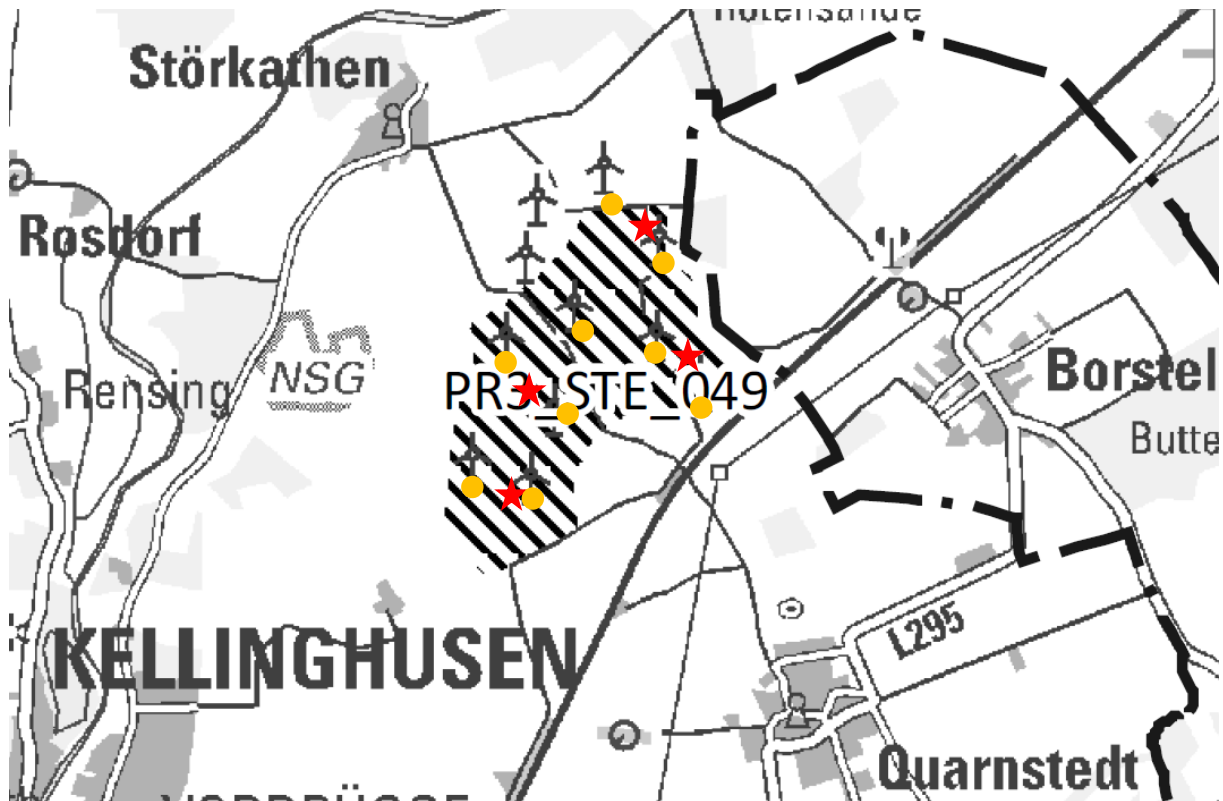 Störkathen
Rosdorf
Rensing
NSG
PR3_STE_049
Borstel
Butte
L295
KELLINGHUSEN
Quarnstedt